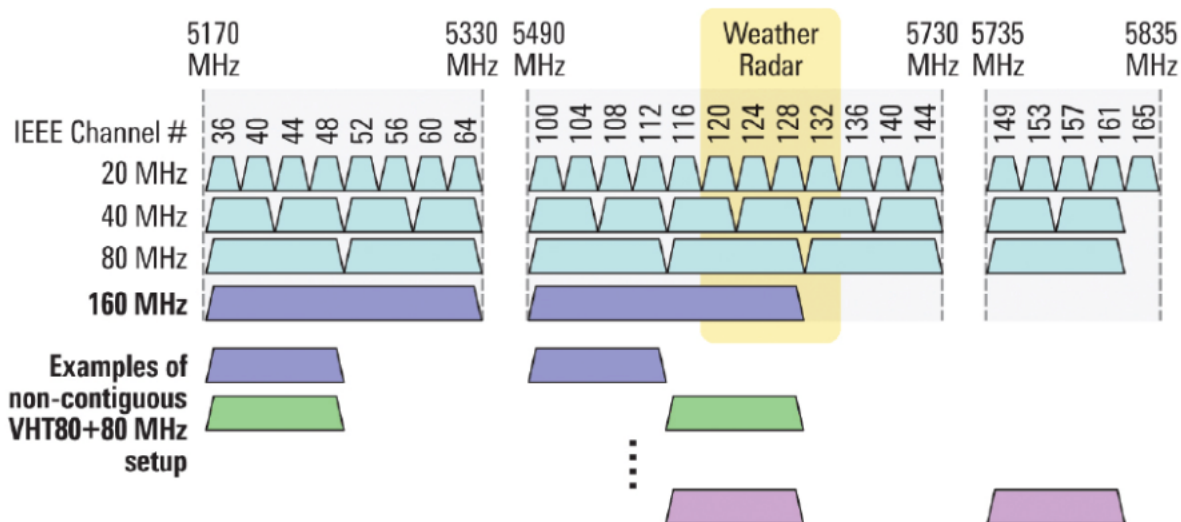 5170 MHz
5330 MHz
5490 MHz
Weather Radar
5730 MHz
5735 MHz
5835 MHz
IEEE Channel # 36 40 44 48 52 56 60 64 100 104 108 112 116 120 124 128 132 136 140 144 149 153 157 161 165
20 MHz
40 MHz
80 MHz
160 MHz
Examples of
non-contiguous
VHT80+80 MHz
setup